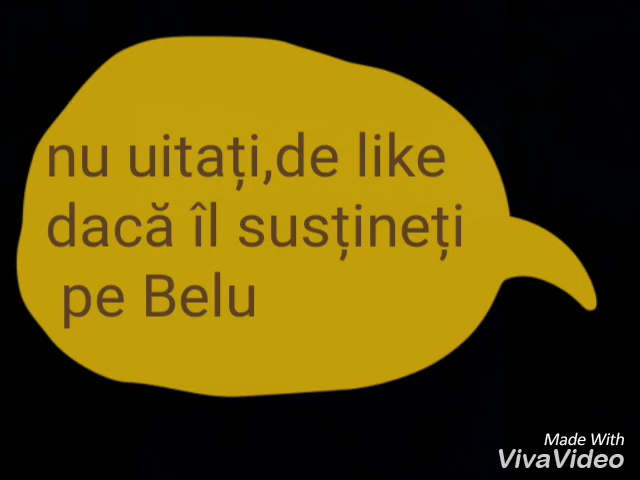 nu uitați,de like
dacă îl susțineți
pe Belu
Made With
VivaVideo